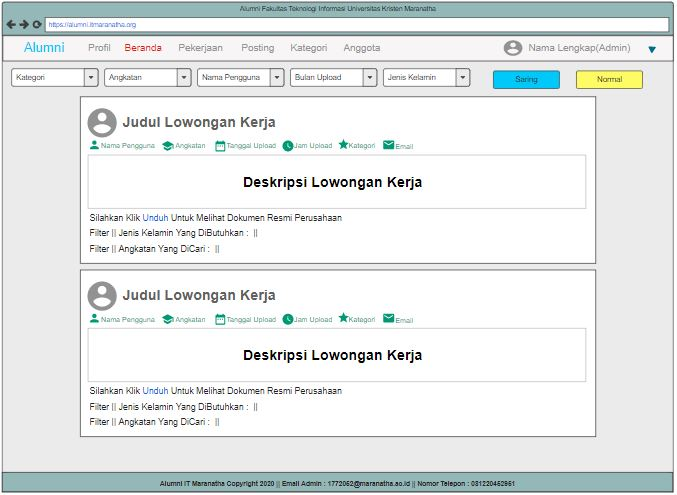 Alumni Fakultas Teknologi Informasi Universitas Kristen Maranatha
https://alumni.itmaranatha.org
Alumni Profil Beranda Pekerjaan Posting Kategori Anggota Nama Lengkap(Admin)
Kategori Angkatan Nama Pengguna Bulan Upload Jenis Kelamin Saring Normal
Judul Lowongan Kerja
Nama Pengguna Angkatan Tanggal Upload Jam Upload Kategori Email
Deskripsi Lowongan Kerja
Silahkan Klik Unduh Untuk Melihat Dokumen Resmi Perusahaan
Filter || Jenis Kelamin Yang DiButuhkan : ||
Filter || Angkatan Yang DiCari : ||
Judul Lowongan Kerja
Nama Pengguna Angkatan Tanggal Upload Jam Upload Kategori Email
Deskripsi Lowongan Kerja
Silahkan Klik Unduh Untuk Melihat Dokumen Resmi Perusahaan
Filter || Jenis Kelamin Yang DiButuhkan : ||
Filter || Angkatan Yang DiCari : ||
Alumni IT Maranatha Copyright 2020 || Email Admin : 1772052@maranatha.ac.id || Nomor Telepon : 081220452951